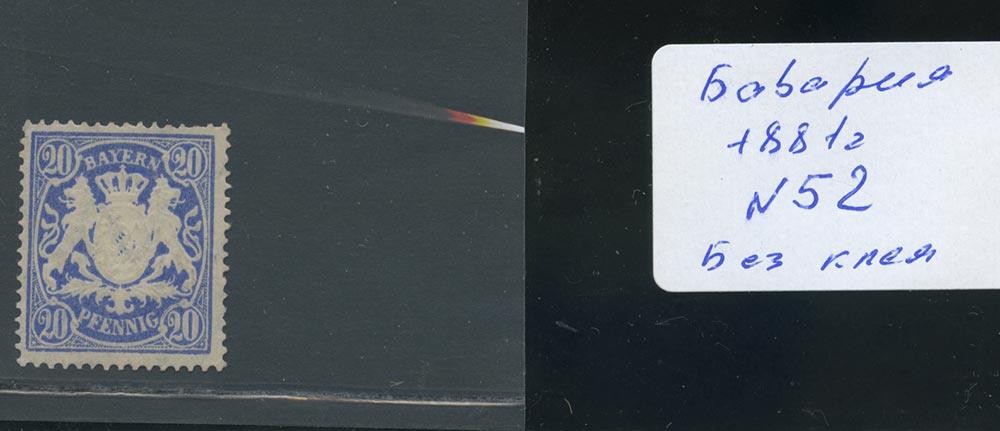 20 BAYERN 20
20 PFENNIG 20
Бавария
1881г
N52
Без клея